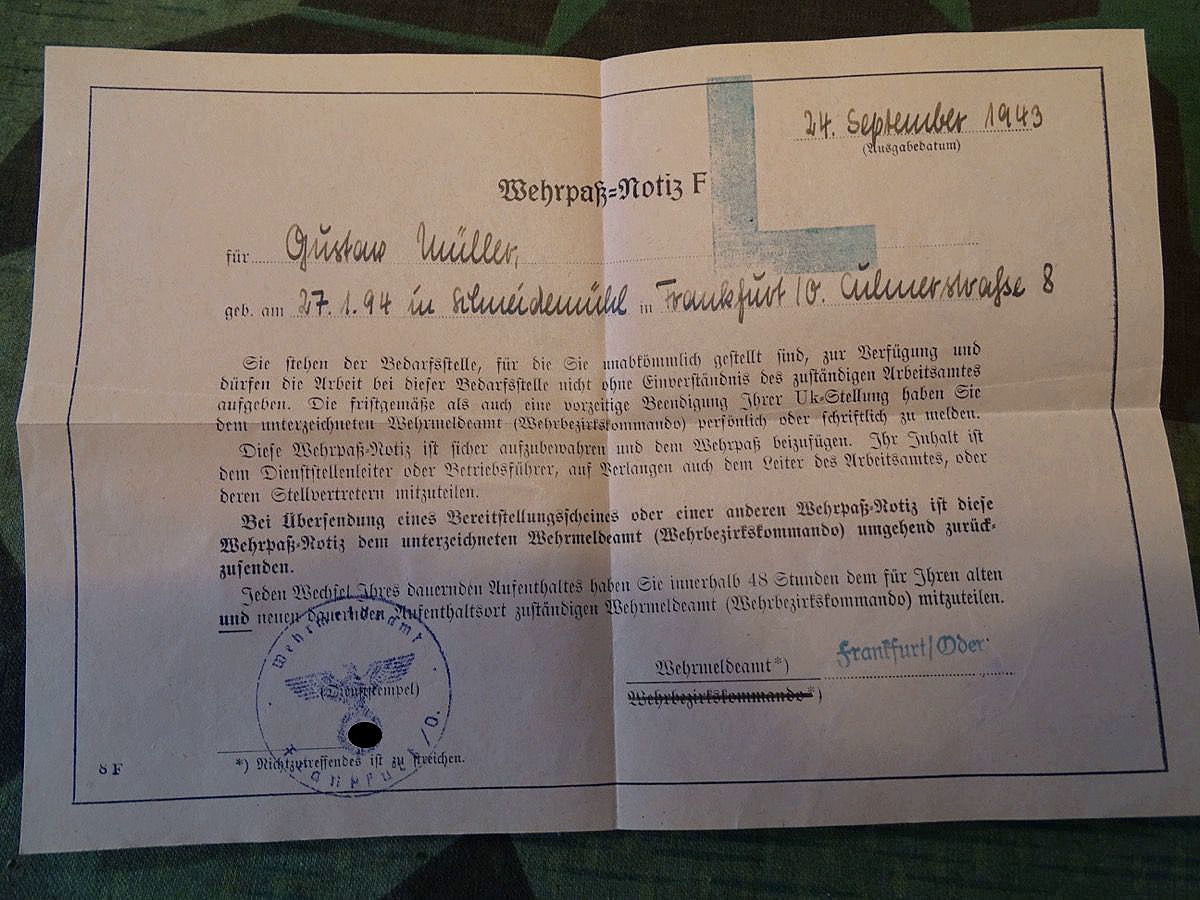 24. September 1943
(Ausgabedatum)
L
Wehrpaß-Notiz F
für Gustav Müller,
geb. am 27.1.94 in Schneidemühl in Frankfurt/O. Culmerstraße 8
Sie stehen der Bedarfsstelle, für die Sie unabkömmlich gestellt sind, zur Verfügung und
dürfen die Arbeit bei dieser Bedarfsstelle nicht ohne Einverständnis des zuständigen Arbeitsamtes
aufgeben. Die fristgemäße als auch eine vorzeitige Beendigung Ihrer Uk-Stellung haben Sie
dem unterzeichneten Wehrmeldeamt (Wehrbezirkskommando) persönlich oder schriftlich zu melden.
Diese Wehrpaß-Notiz ist sicher aufzubewahren und dem Wehrpaß beizufügen. Ihr Inhalt ist
dem Dienststellenleiter oder Betriebsführer, auf Verlangen auch dem Leiter des Arbeitsamtes, oder
deren Stellvertretern mitzuteilen.
Bei Übersendung eines Bereitstellungsscheines oder einer anderen Wehrpaß-Notiz ist diese
Wehrpaß-Notiz dem unterzeichneten Wehrmeldeamt (Wehrbezirkskommando) umgehend zurück-
zusenden.
Jeden Wechsel Ihres dauernden Aufenthaltes haben Sie innerhalb 48 Stunden dem für Ihren alten
und neuen dauernden Aufenthaltsort zuständigen Wehrmeldeamt (Wehrbezirkskommando) mitzuteilen.
Wehrmeldeamt
Frankfurt /O.
(Dienststempel)
Wehrmeldeamt*) Frankfurt/Oder
Wehrbezirkskommando*)
*) Nichtzutreffendes ist zu streichen.
8 F